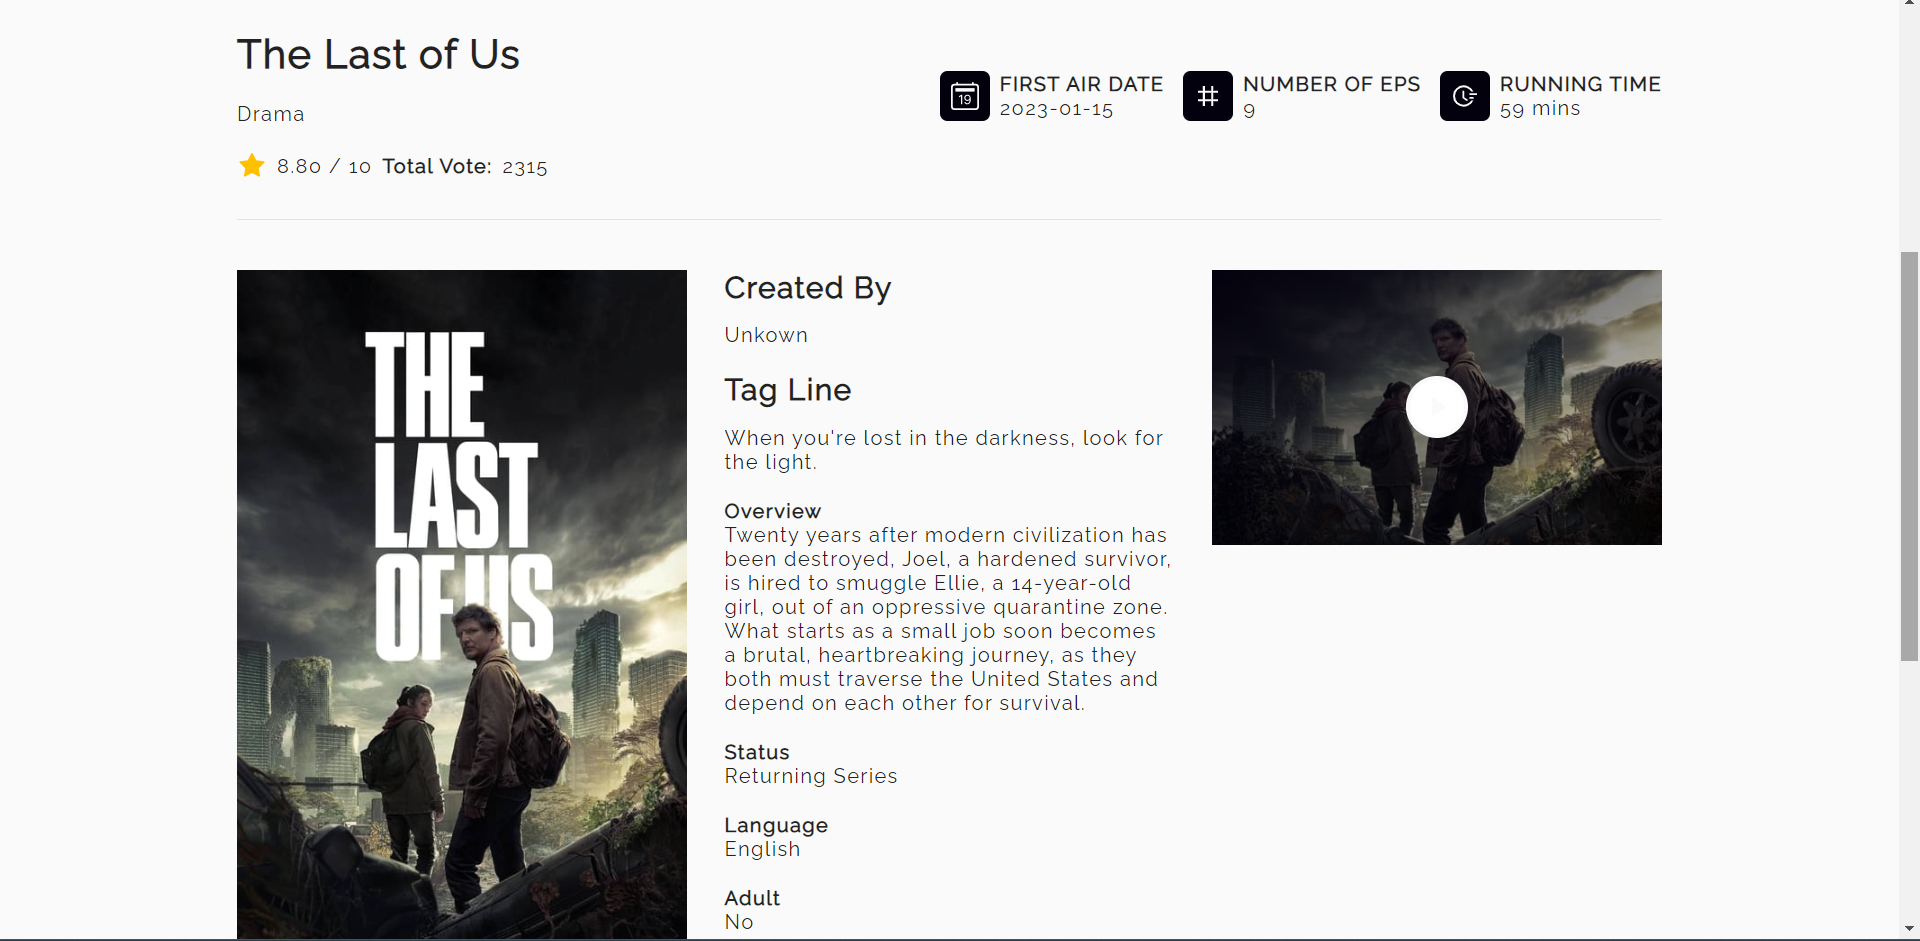 The Last of Us
Drama
8.80 / 10 Total Vote: 2315
FIRST AIR DATE
2023-01-15
NUMBER OF EPS
9
RUNNING TIME
59 mins
19
THE
LAST
OF US
Created By
Unkown
Tag Line
When you're lost in the darkness, look for
the light.
Overview
Twenty years after modern civilization has
been destroyed, Joel, a hardened survivor,
is hired to smuggle Ellie, a 14-year-old
girl, out of an oppressive quarantine zone.
What starts as a small job soon becomes
a brutal, heartbreaking journey, as they
both must traverse the United States and
depend on each other for survival.
Status
Returning Series
Language
English
Adult
No